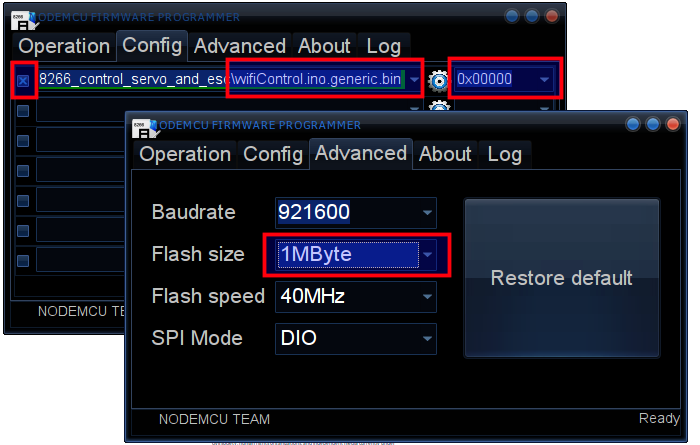 NODEMCU FIRMWARE PROGRAMMER
Operation Config Advanced About Log
8266_control_servo_and_esc\wifiControl.ino.generic.bin 0x00000
NODEMCU TE
NODEMCU FIRMWARE PROGRAMMER
Operation Config Advanced About Log
Baudrate 921600
Flash size 1MByte
Restore default
Flash speed 40MHz
SPI Mode DIO
NODEMCU TEAM Ready